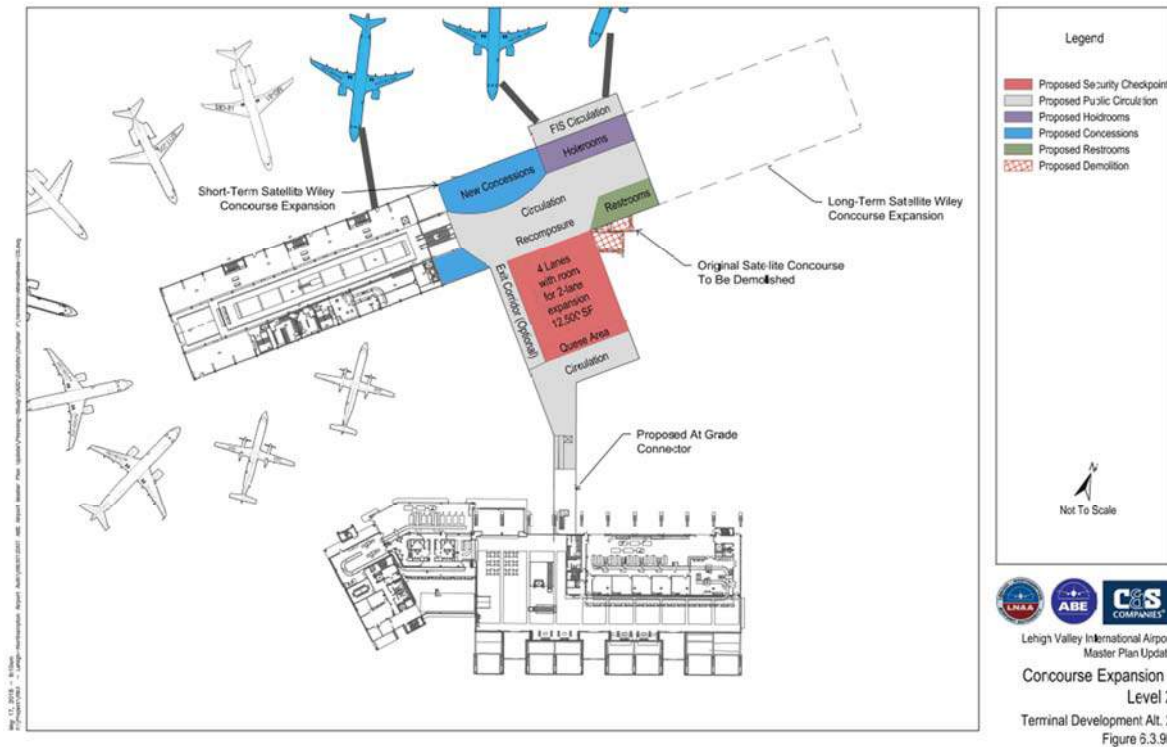 FIS Circulation
Holdrooms
New Concessions
Circulation
Recomposure
Restrooms
Short-Term Satellite Wiley
Concourse Expansion
Long-Term Satellite Wiley
Concourse Expansion
Original Satellite Concourse
To Be Demolished
4 Lanes
with room
for 2-lane
expansion
12,500 SF
Queue Area
Exit Corridor (Optional)
Circulation
Proposed At Grade
Connector
Legend
Proposed Security Checkpoint
Proposed Public Circulation
Proposed Holdrooms
Proposed Concessions
Proposed Restrooms
Proposed Demolition
N
Not To Scale
LNAA
ABE
C&S
COMPANIES
Lehigh Valley International Airpor
Master Plan Updat
Concourse Expansion
Level
Terminal Development Alt.
Figure 6.3.9